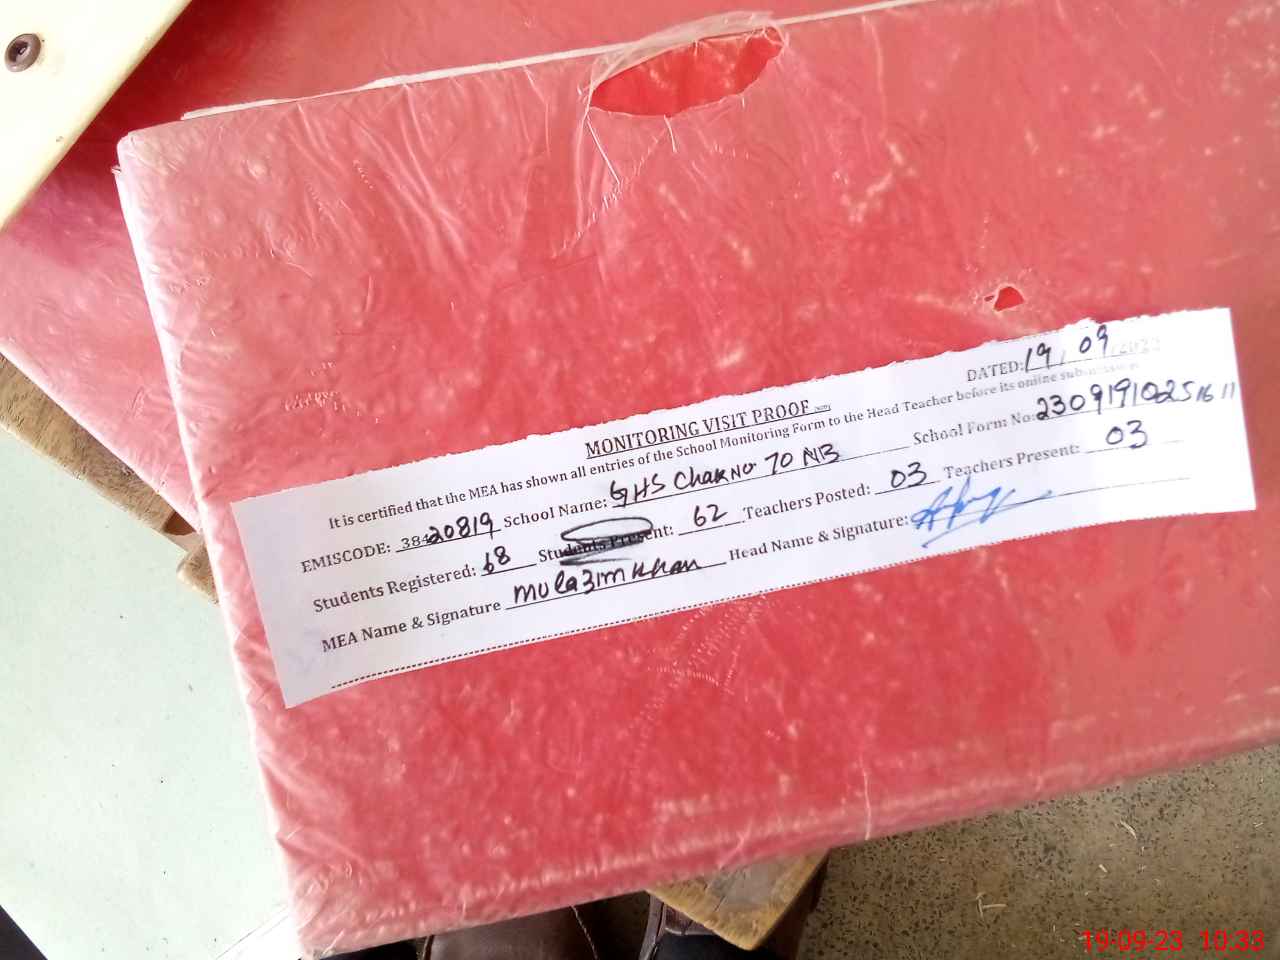 DATED: 19, 09, 2023
MONITORING VISIT PROOF
It is certified that the MEA has shown all entries of the School Monitoring Form to the Head Teacher before its online submission
EMISCODE: 38420819 School Name: GHS Chak No 70 NB School Form No: 23091910251611
Students Registered: 68 Students Present: 62 Teachers Posted: 03 Teachers Present: 03
MEA Name & Signature mulazim khan Head Name & Signature:
19-09-23 10:33